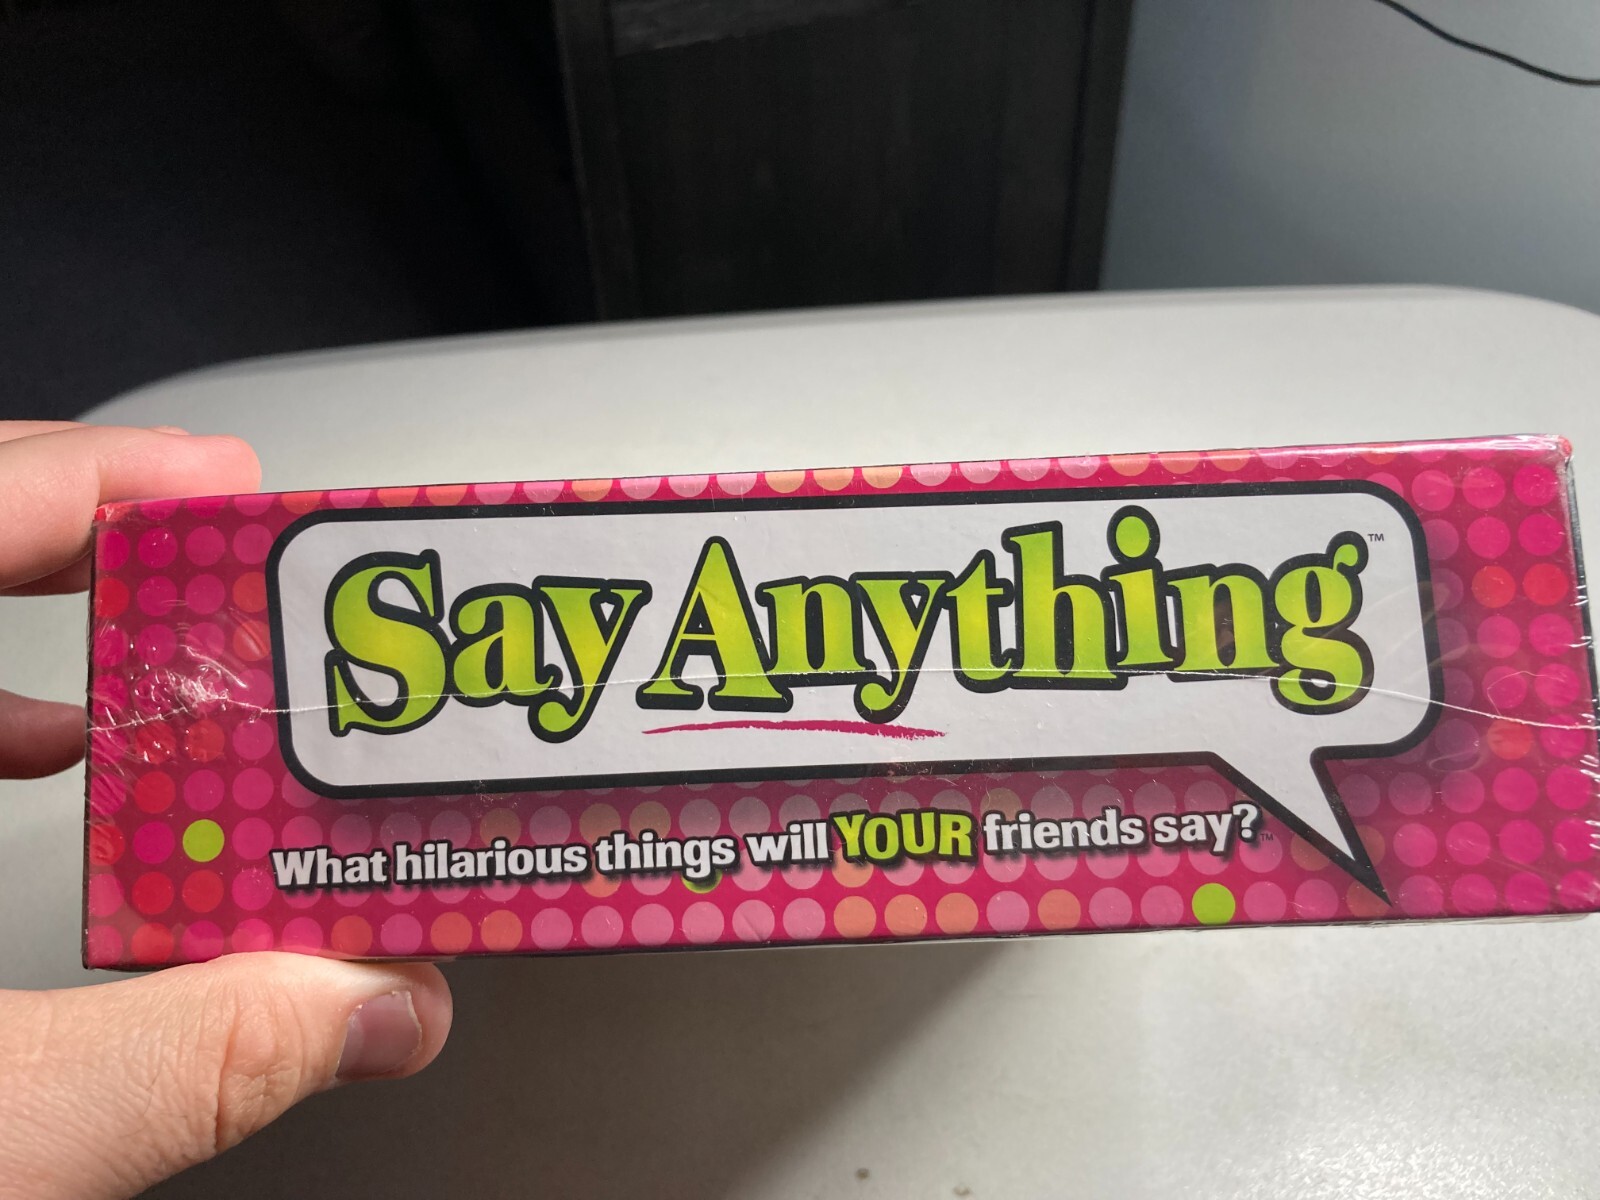 Say Anything™
What hilarious things will YOUR friends say?™